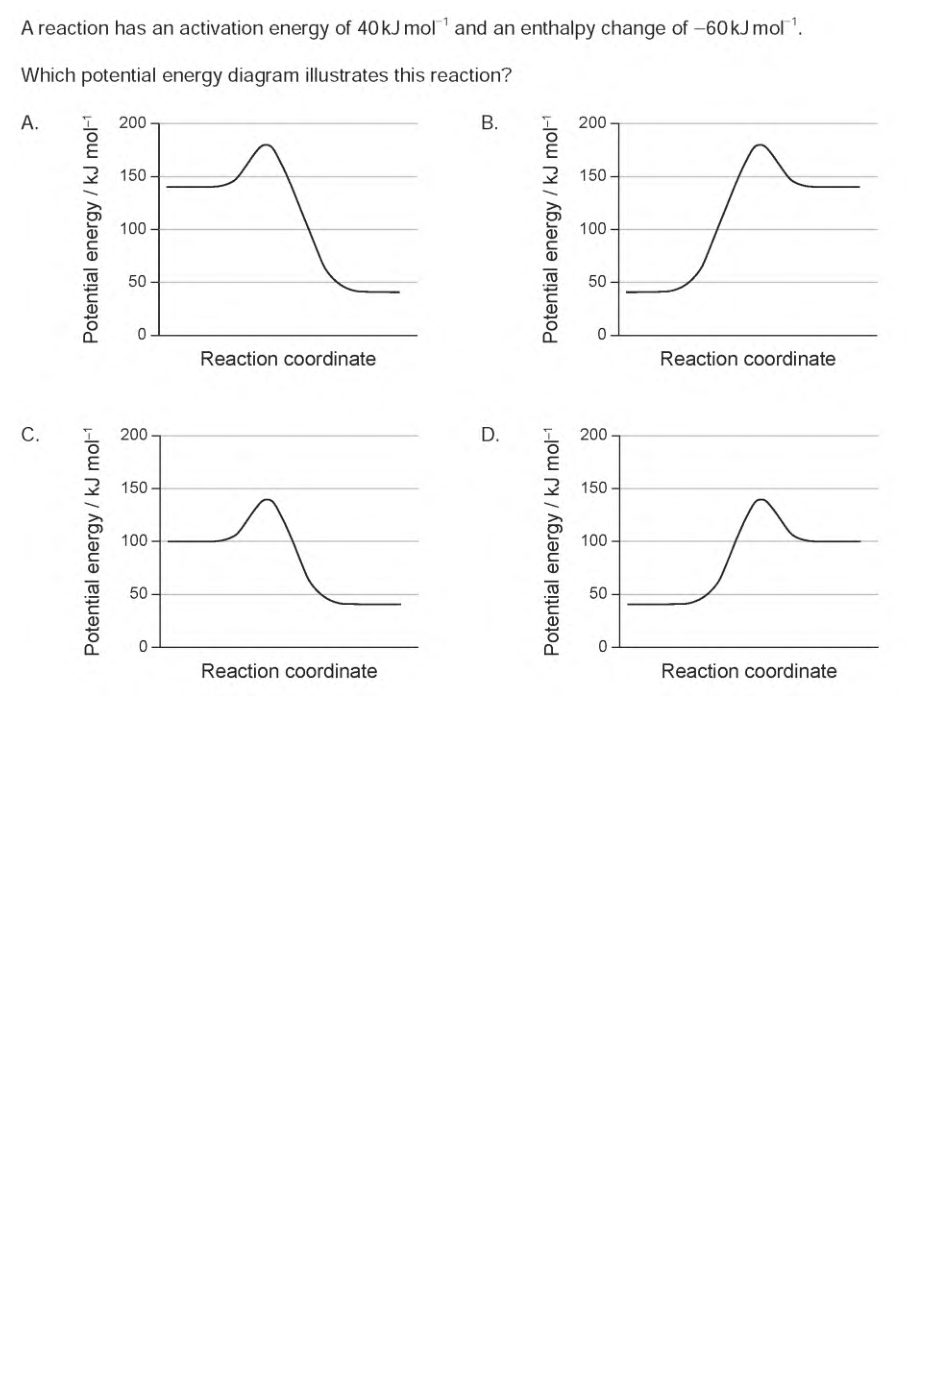 A reaction has an activation energy of 40 kJ mol⁻¹ and an enthalpy change of −60 kJ mol⁻¹.
Which potential energy diagram illustrates this reaction?
A.
Potential energy / kJ mol⁻¹
200
150
100
50
0
Reaction coordinate
B.
Potential energy / kJ mol⁻¹
200
150
100
50
0
Reaction coordinate
C.
Potential energy / kJ mol⁻¹
200
150
100
50
0
Reaction coordinate
D.
Potential energy / kJ mol⁻¹
200
150
100
50
0
Reaction coordinate